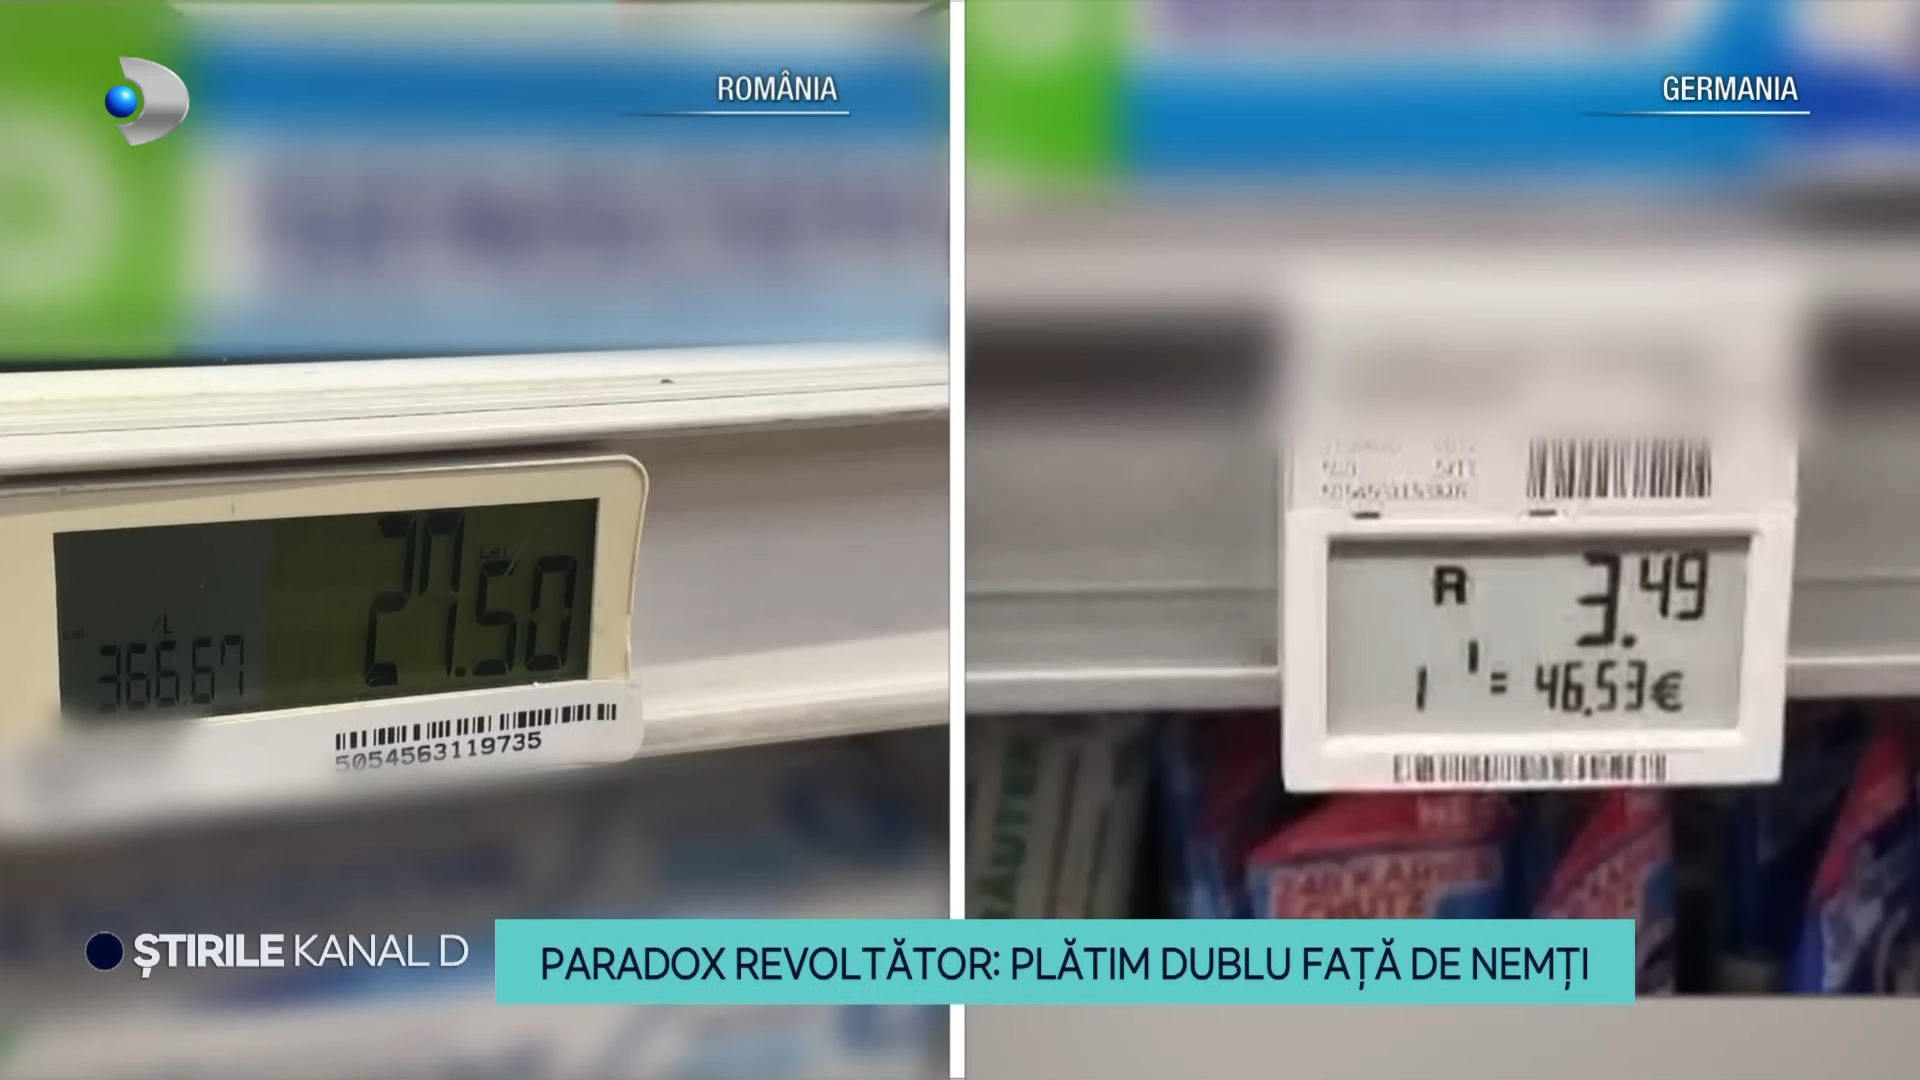 ROMÂNIA
GERMANIA
Lei
27.50
/L
366.67
5054563119735
R 3.49
1 = 46,53€
ȘTIRILE KANAL D
PARADOX REVOLTĂTOR: PLĂTIM DUBLU FAȚĂ DE NEMȚI